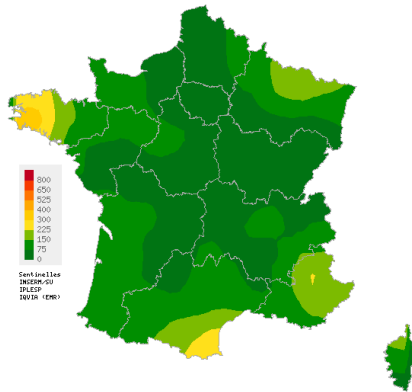 800
650
525
400
300
225
150
75
0
Sentinelles
INSERM/SU
IPLESP
IQVIA (EMR)